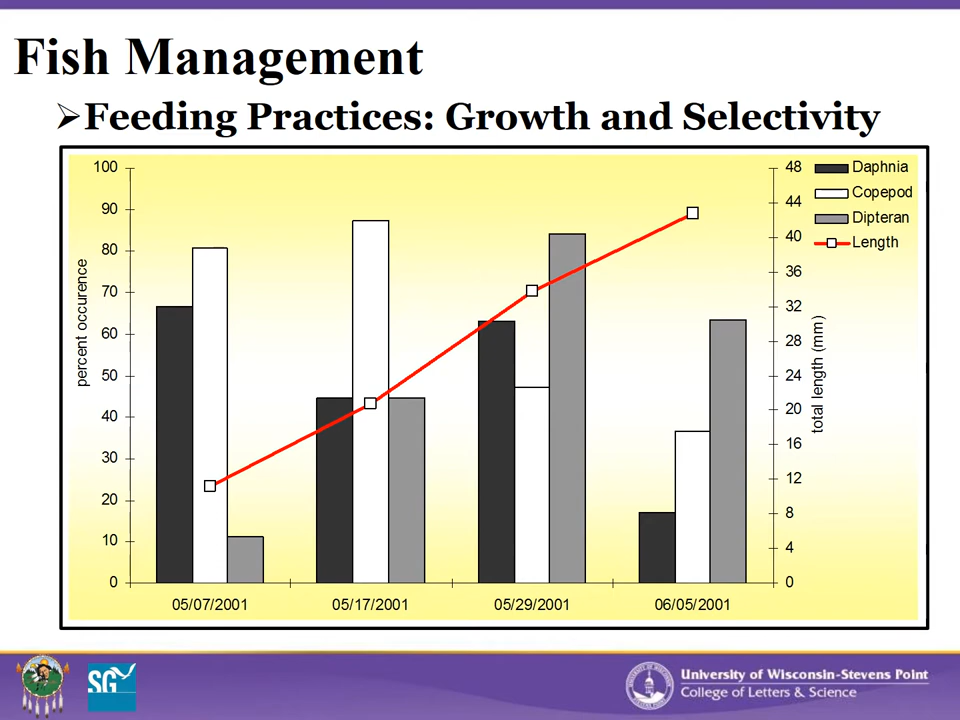 Fish Management
➢Feeding Practices: Growth and Selectivity
100
90
80
70
60
50
40
30
20
10
0
percent occurence
48
44
40
36
32
28
24
20
16
12
8
4
0
total length (mm)
Daphnia
Copepod
Dipteran
Length
05/07/2001 05/17/2001 05/29/2001 06/05/2001
SG
University of Wisconsin-Stevens Point
College of Letters & Science